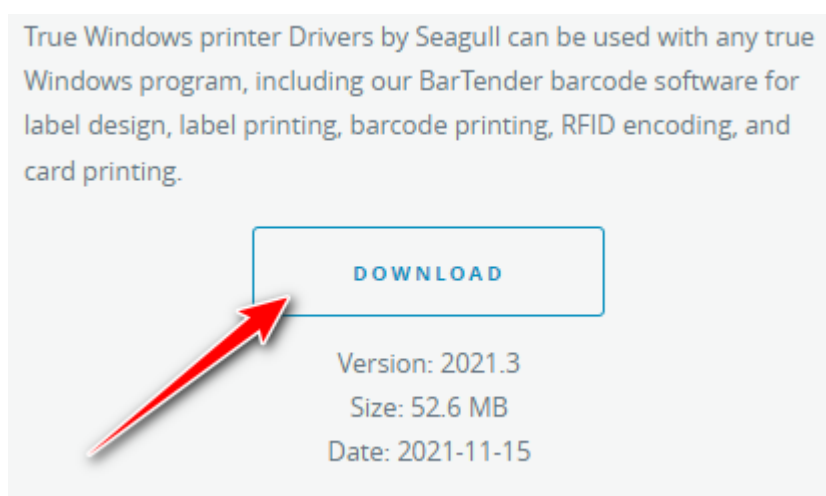 True Windows printer Drivers by Seagull can be used with any true
Windows program, including our BarTender barcode software for
label design, label printing, barcode printing, RFID encoding, and
card printing.
DOWNLOAD
Version: 2021.3
Size: 52.6 MB
Date: 2021-11-15